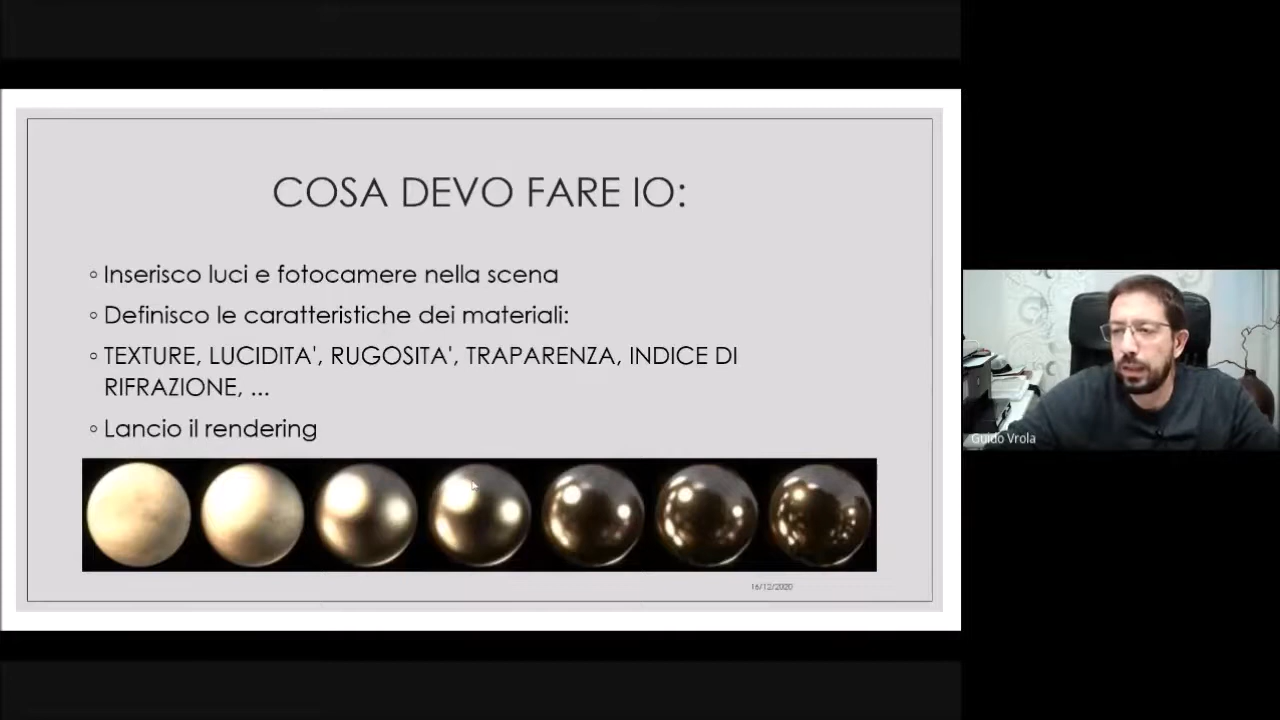 COSA DEVO FARE IO:
◦ Inserisco luci e fotocamere nella scena
◦ Definisco le caratteristiche dei materiali:
◦ TEXTURE, LUCIDITA', RUGOSITA', TRAPARENZA, INDICE DI
RIFRAZIONE, ...
◦ Lancio il rendering
16/12/2020
Guido Vrola